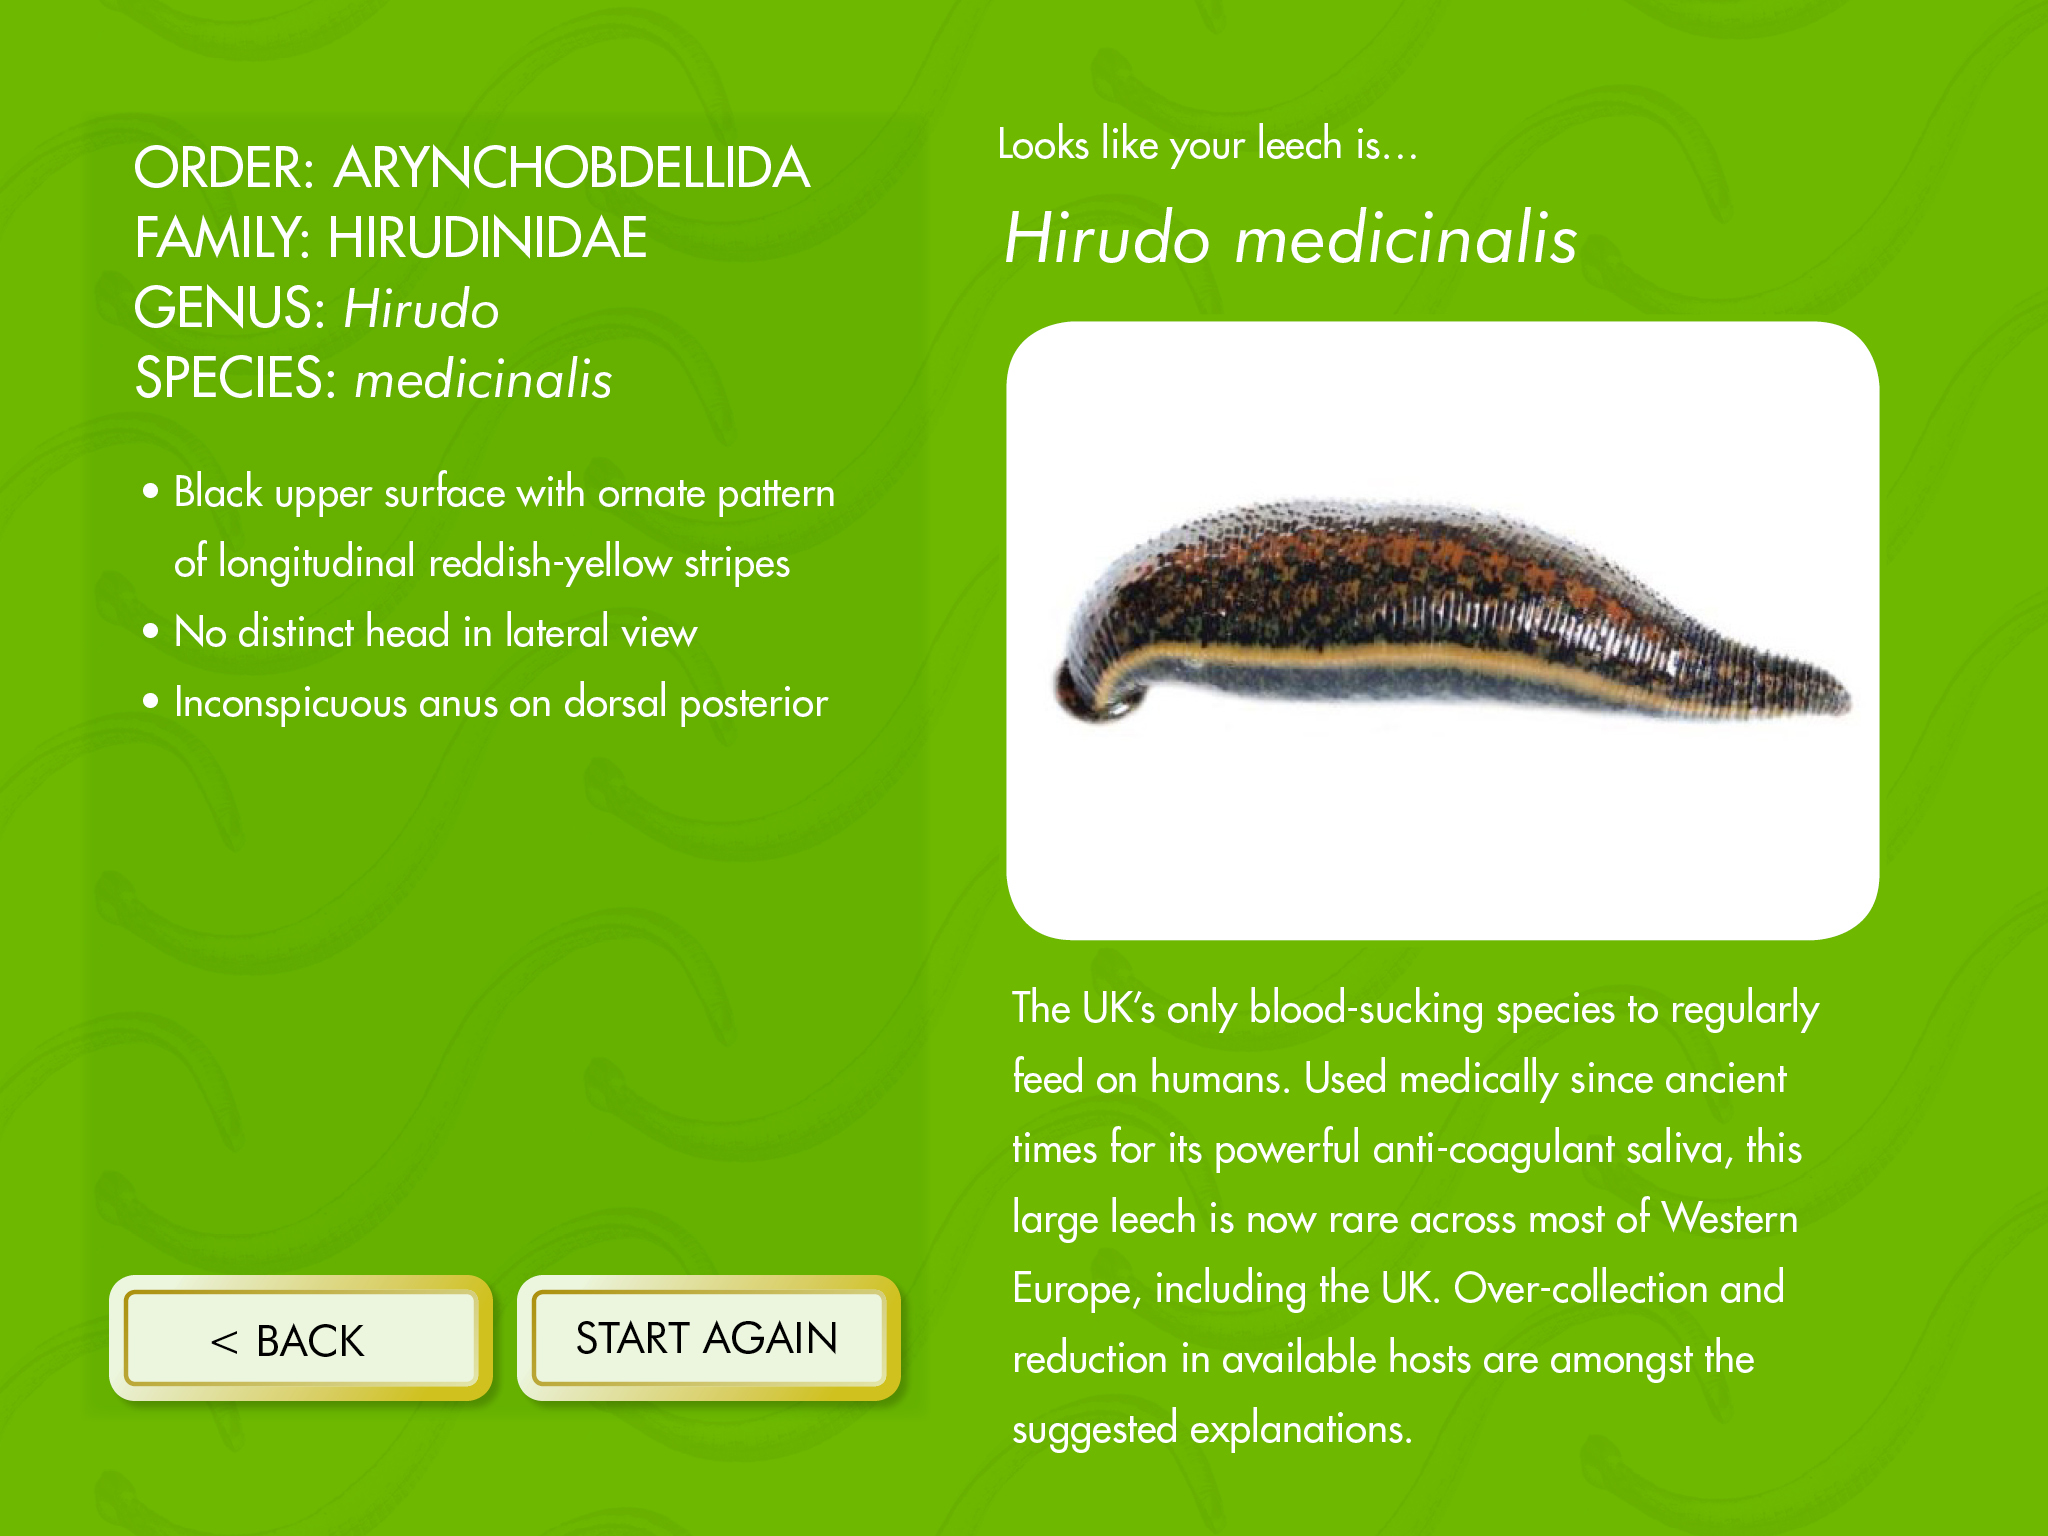 ORDER: ARYNCHOBDELLIDA
FAMILY: HIRUDINIDAE
GENUS: Hirudo
SPECIES: medicinalis
• Black upper surface with ornate pattern
of longitudinal reddish-yellow stripes
• No distinct head in lateral view
• Inconspicuous anus on dorsal posterior
< BACK
START AGAIN
Looks like your leech is...
Hirudo medicinalis
The UK's only blood-sucking species to regularly
feed on humans. Used medically since ancient
times for its powerful anti-coagulant saliva, this
large leech is now rare across most of Western
Europe, including the UK. Over-collection and
reduction in available hosts are amongst the
suggested explanations.